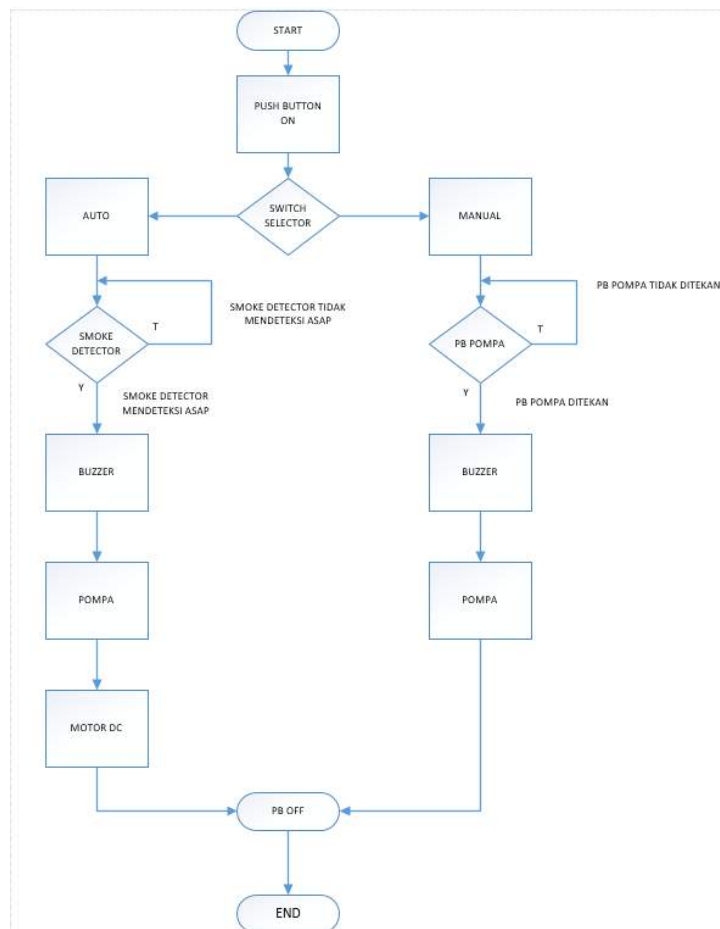 START
PUSH BUTTON
ON
SWITCH
SELECTOR
AUTO
MANUAL
SMOKE DETECTOR TIDAK
MENDETEKSI ASAP
PB POMPA TIDAK DITEKAN
T
T
SMOKE
DETECTOR
PB POMPA
Y
Y
SMOKE DETECTOR
MENDETEKSI ASAP
PB POMPA DITEKAN
BUZZER
BUZZER
POMPA
POMPA
MOTOR DC
PB OFF
END